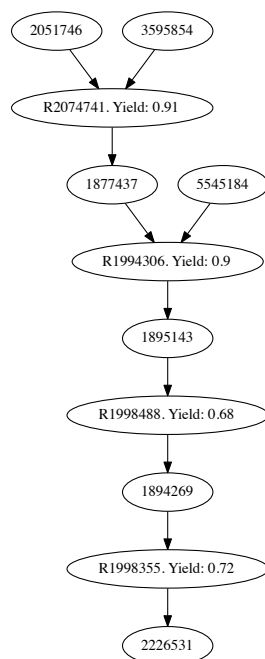 2051746 3595854
R2074741. Yield: 0.91
1877437 5545184
R1994306. Yield: 0.9
1895143
R1998488. Yield: 0.68
1894269
R1998355. Yield: 0.72
2226531